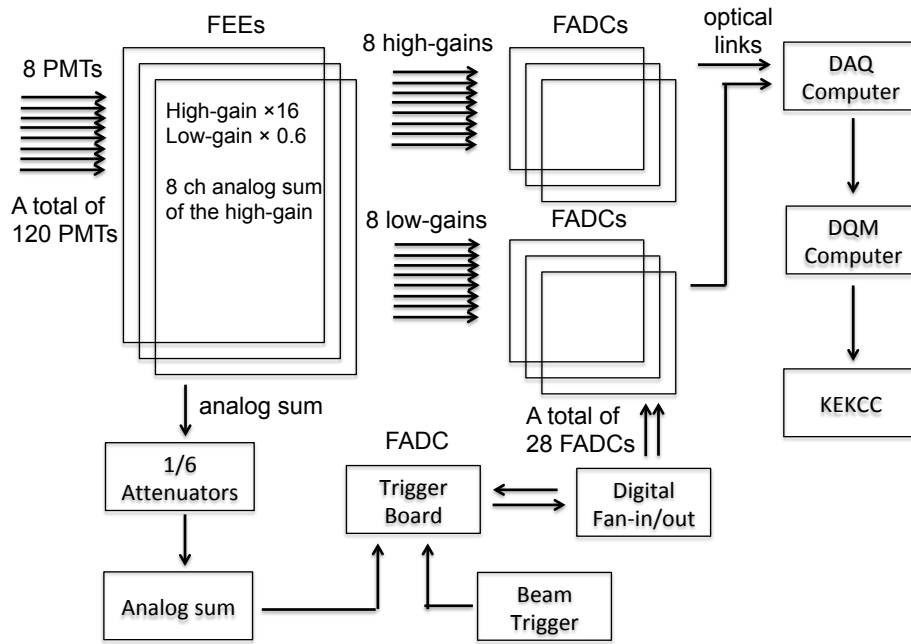 FEEs
8 PMTs
A total of
120 PMTs
High-gain ×16
Low-gain × 0.6
8 ch analog sum
of the high-gain
8 high-gains
FADCs
optical
links
DAQ
Computer
8 low-gains
FADCs
DQM
Computer
KEKCC
A total of
28 FADCs
analog sum
1/6
Attenuators
FADC
Trigger
Board
Digital
Fan-in/out
Analog sum
Beam
Trigger